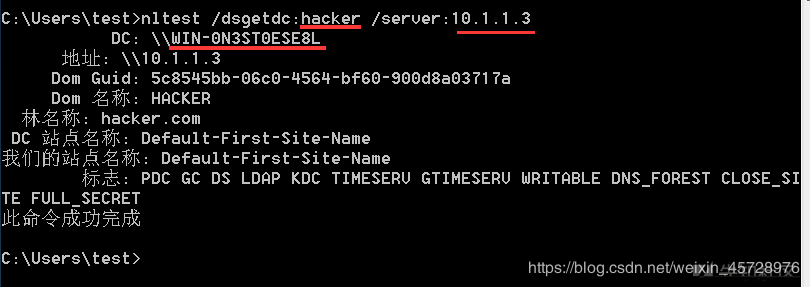 C:\Users\test>nltest /dsgetdc:hacker /server:10.1.1.3
DC: \\WIN-0N3ST0ESE8L
地址: \\10.1.1.3
Dom Guid: 5c8545bb-06c0-4564-bf60-900d8a03717a
Dom 名称: HACKER
林名称: hacker.com
DC 站点名称: Default-First-Site-Name
我们的站点名称: Default-First-Site-Name
标志: PDC GC DS LDAP KDC TIMESERV GTIMESERV WRITABLE DNS_FOREST CLOSE_SI
TE FULL_SECRET
此命令成功完成
C:\Users\test>
https://blog.csdn.net/weixin_45728976